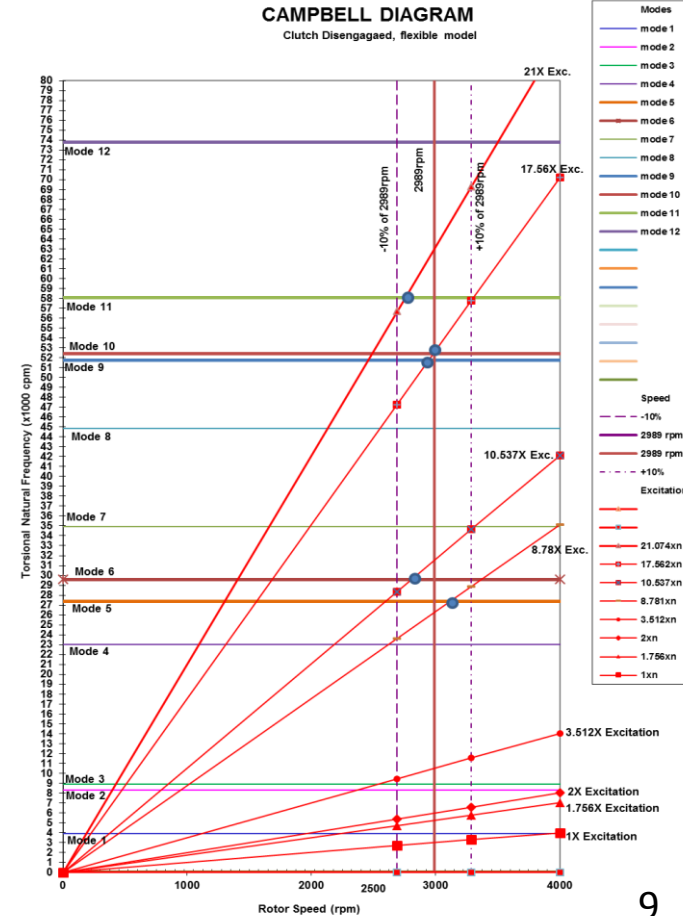 CAMPBELL DIAGRAM
Clutch Disengagaed, flexible model
Torsional Natural Frequency (x1000 cpm)
80
79
78
77
76
75
74
73
72
71
70
69
68
67
66
65
64
63
62
61
60
59
58
57
56
55
54
53
52
51
50
49
48
47
46
45
44
43
42
41
40
39
38
37
36
35
34
33
32
31
30
29
28
27
26
25
24
23
22
21
20
19
18
17
16
15
14
13
12
11
10
9
8
7
6
5
4
3
2
1
0
Mode 12
Mode 11
Mode 10
Mode 9
Mode 8
Mode 7
Mode 6
Mode 5
Mode 4
Mode 3
Mode 2
Mode 1
-10% of 2989rpm
2989rpm
+10% of 2989rpm
21X Exc.
17.56X Exc.
10.537X Exc.
8.78X Exc.
3.512X Excitation
2X Excitation
1.756X Excitation
1X Excitation
0
1000
2000
2500
3000
4000
Rotor Speed (rpm)
Modes
mode 1
mode 2
mode 3
mode 4
mode 5
mode 6
mode 7
mode 8
mode 9
mode 10
mode 11
mode 12
Speed
-10%
2989 rpm
2989 rpm
+10%
Excitation
21.074xn
17.562xn
10.537xn
8.781xn
3.512xn
2xn
1.756xn
1xn
9